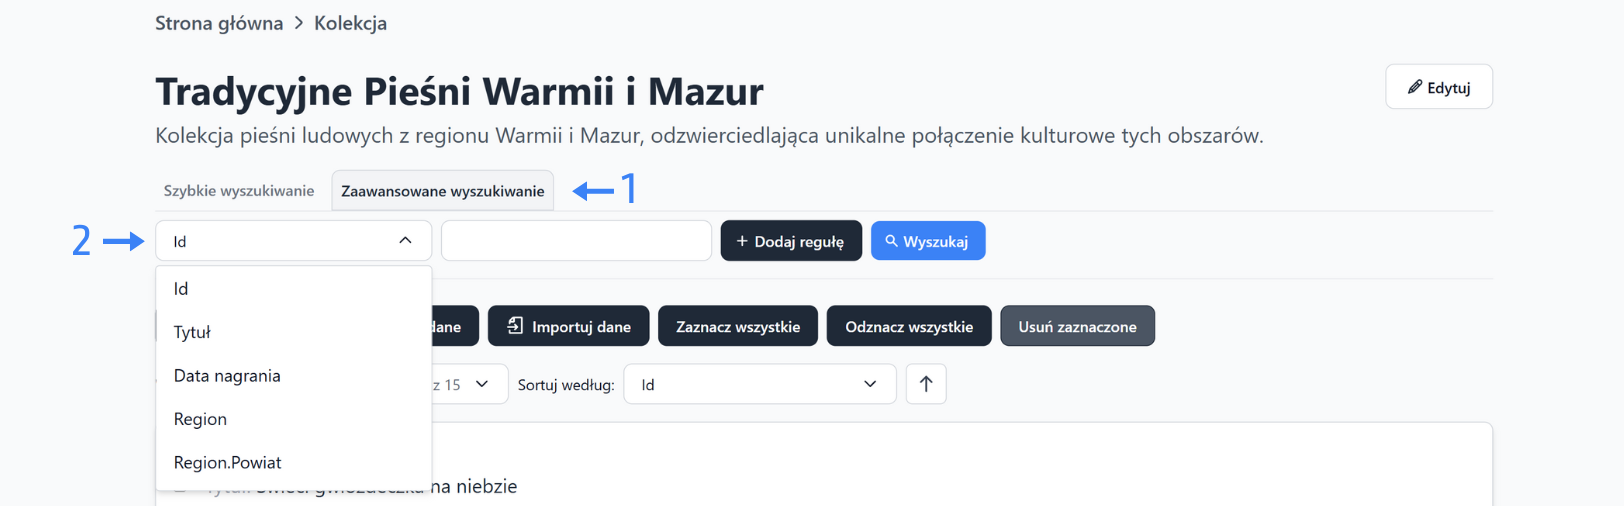 Strona główna > Kolekcja
Tradycyjne Pieśni Warmii i Mazur
Edytuj
Kolekcja pieśni ludowych z regionu Warmii i Mazur, odzwierciedlająca unikalne połączenie kulturowe tych obszarów.
Szybkie wyszukiwanie Zaawansowane wyszukiwanie 1
2 Id + Dodaj regułę Wyszukaj
Id
Tytuł
Data nagrania
Region
Region.Powiat
dane Importuj dane Zaznacz wszystkie Odznacz wszystkie Usuń zaznaczone
z 15 Sortuj według: Id
na niebzie